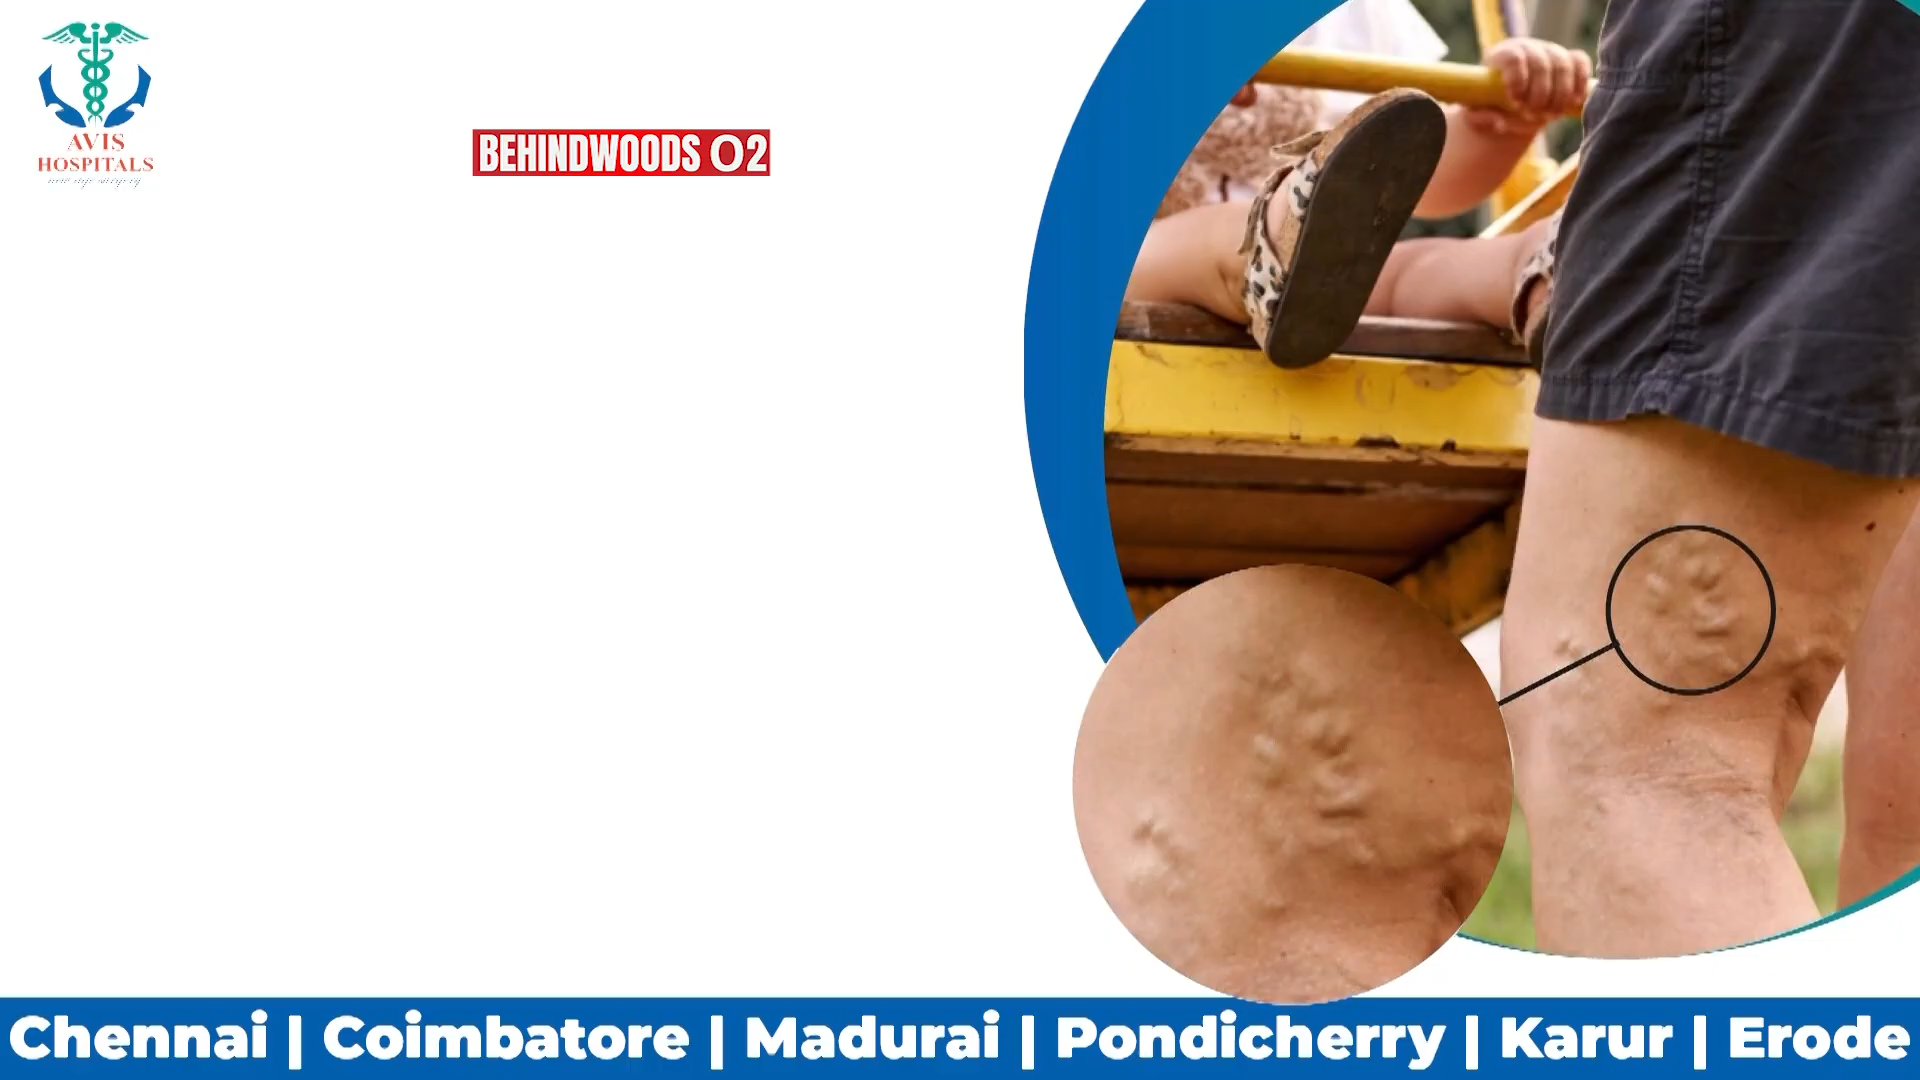 AVIS
HOSPITALS
BEHINDWOODS O2
Chennai | Coimbatore | Madurai | Pondicherry | Karur | Erode